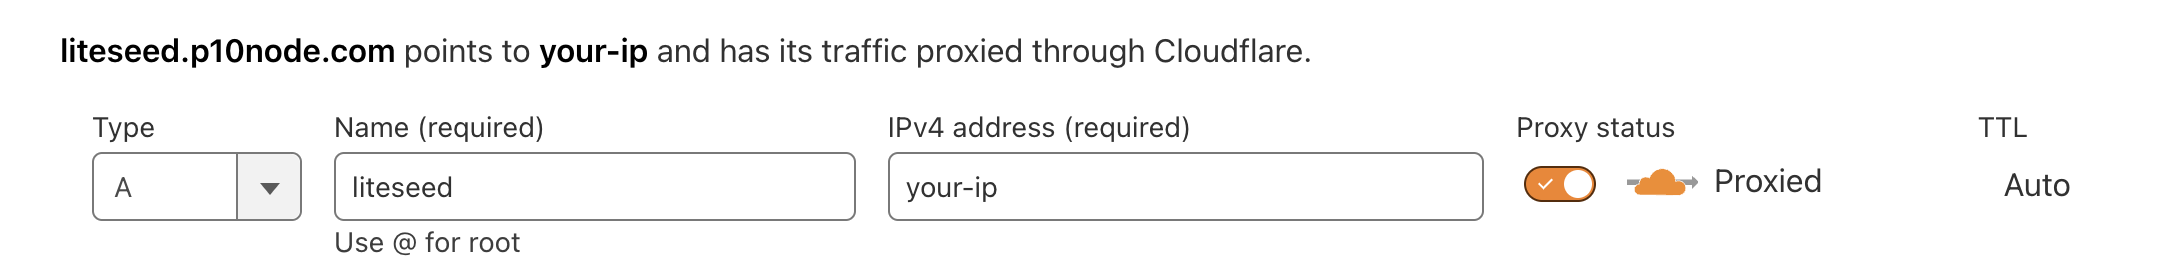 liteseed.p10node.com points to your-ip and has its traffic proxied through Cloudflare.
Type Name (required) IPv4 address (required) Proxy status TTL
A liteseed your-ip Proxied Auto
Use @ for root